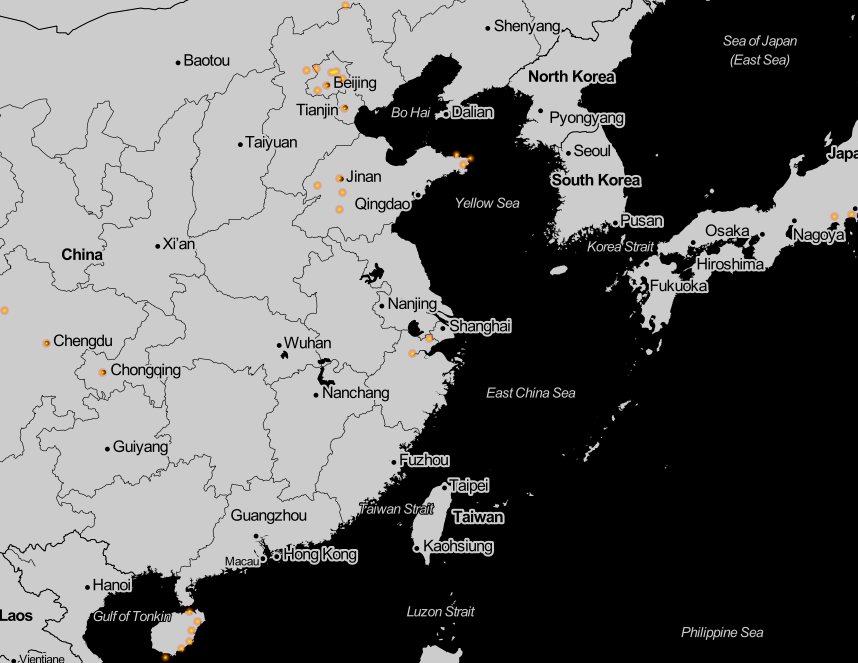 Shenyang
Sea of Japan
(East Sea)
Baotou
North Korea
Beijing
Tianjin
Bo Hai
Dalian
Pyongyang
Taiyuan
Seoul
Japa
Jinan
South Korea
Qingdao
Yellow Sea
Pusan
Osaka
Nagoya
Xi'an
Korea Strait
China
Hiroshima
Fukuoka
Nanjing
Shanghai
Chengdu
Wuhan
Chongqing
Nanchang
East China Sea
Guiyang
Fuzhou
Taipei
Taiwan Strait
Guangzhou
Taiwan
Kaohsiung
Macau
Hong Kong
Hanoi
Laos
Gulf of Tonkin
Luzon Strait
Philippine Sea
Vientiane